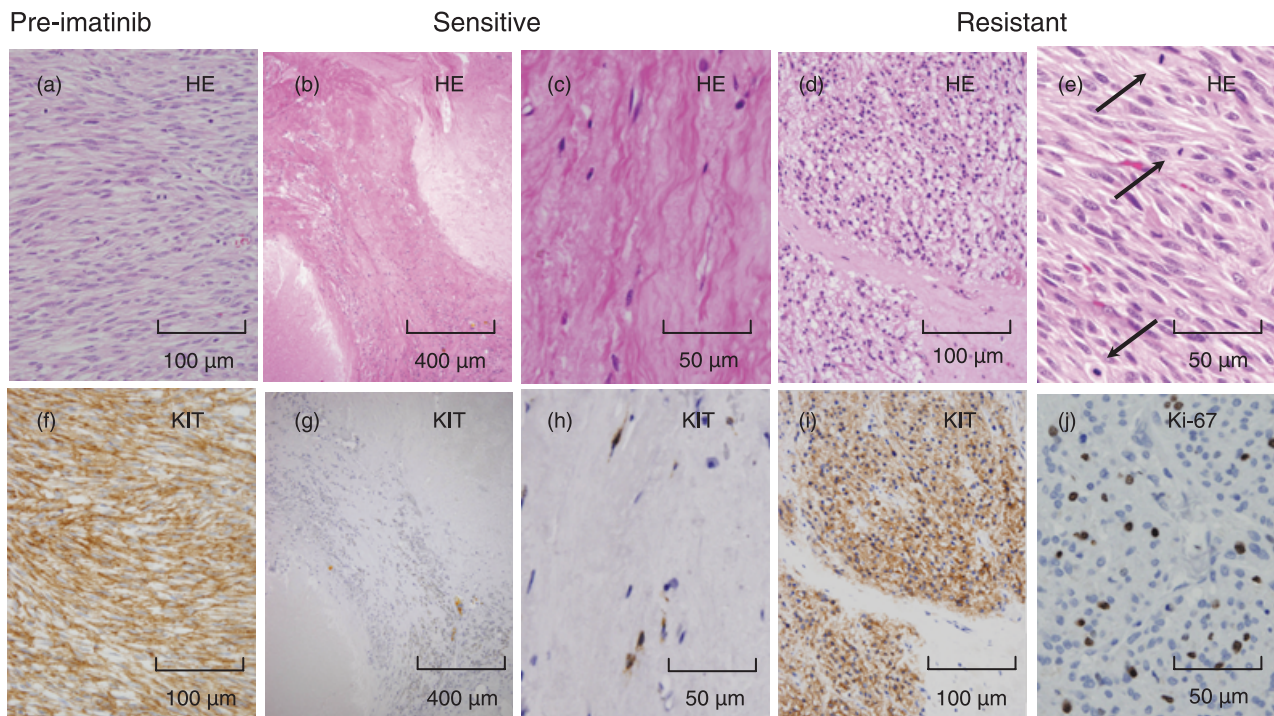 Pre-imatinib Sensitive Resistant
(a) HE (b) HE (c) HE (d) HE (e) HE
100 μm 400 μm 50 μm 100 μm 50 μm
(f) KIT (g) KIT (h) KIT (i) KIT (j) Ki-67
100 μm 400 μm 50 μm 100 μm 50 μm